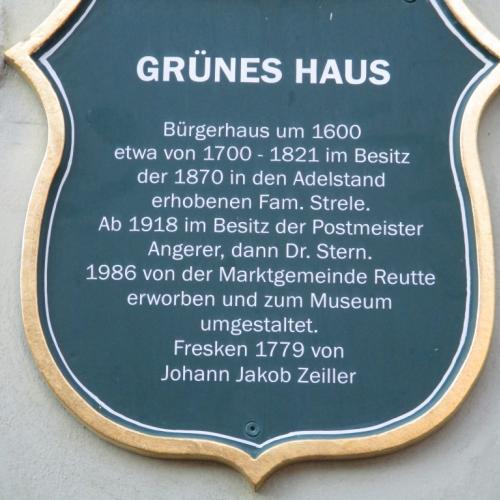 GRÜNES HAUS
Bürgerhaus um 1600
etwa von 1700 - 1821 im Besitz
der 1870 in den Adelstand
erhobenen Fam. Strele.
Ab 1918 im Besitz der Postmeister
Angerer, dann Dr. Stern.
1986 von der Marktgemeinde Reutte
erworben und zum Museum
umgestaltet.
Fresken 1779 von
Johann Jakob Zeiller